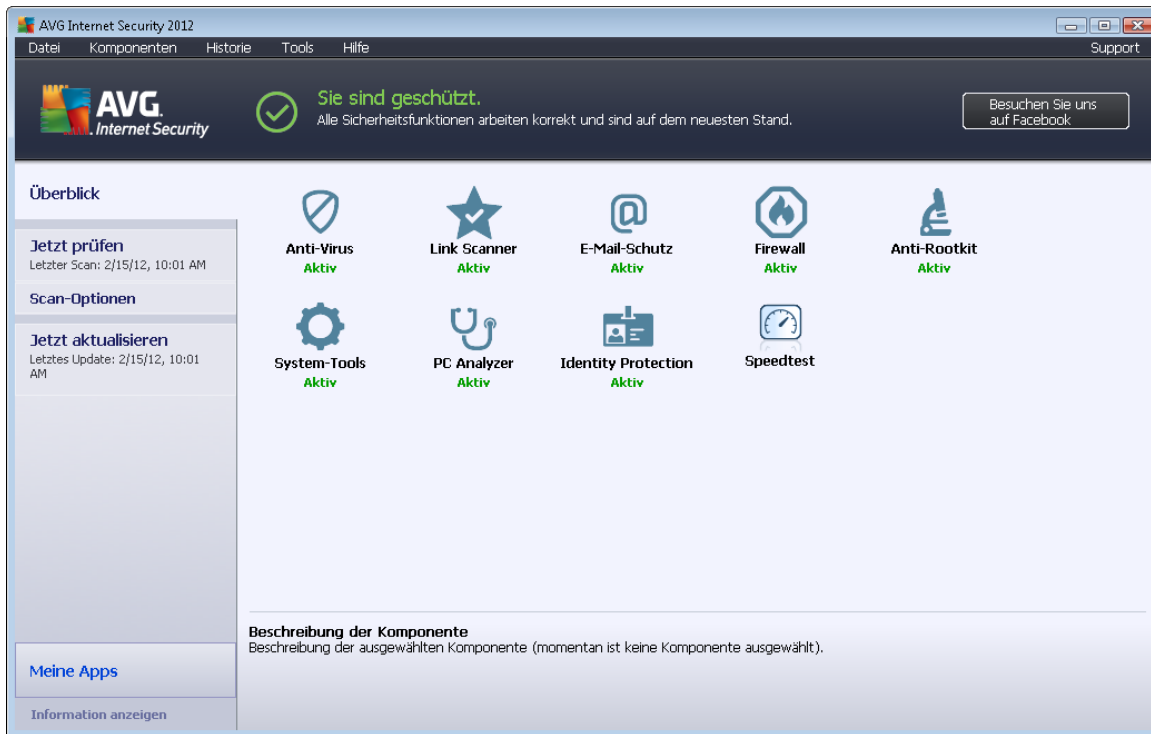 AVG Internet Security 2012
Datei Komponenten Historie Tools Hilfe Support
AVG.
Internet Security
Sie sind geschützt.
Alle Sicherheitsfunktionen arbeiten korrekt und sind auf dem neuesten Stand.
Besuchen Sie uns
auf Facebook
Überblick
Jetzt prüfen
Letzter Scan: 2/15/12, 10:01 AM
Scan-Optionen
Jetzt aktualisieren
Letztes Update: 2/15/12, 10:01
AM
Anti-Virus
Aktiv
Link Scanner
Aktiv
E-Mail-Schutz
Aktiv
Firewall
Aktiv
Anti-Rootkit
Aktiv
System-Tools
Aktiv
PC Analyzer
Aktiv
Identity Protection
Aktiv
Speedtest
Beschreibung der Komponente
Beschreibung der ausgewählten Komponente (momentan ist keine Komponente ausgewählt).
Meine Apps
Information anzeigen